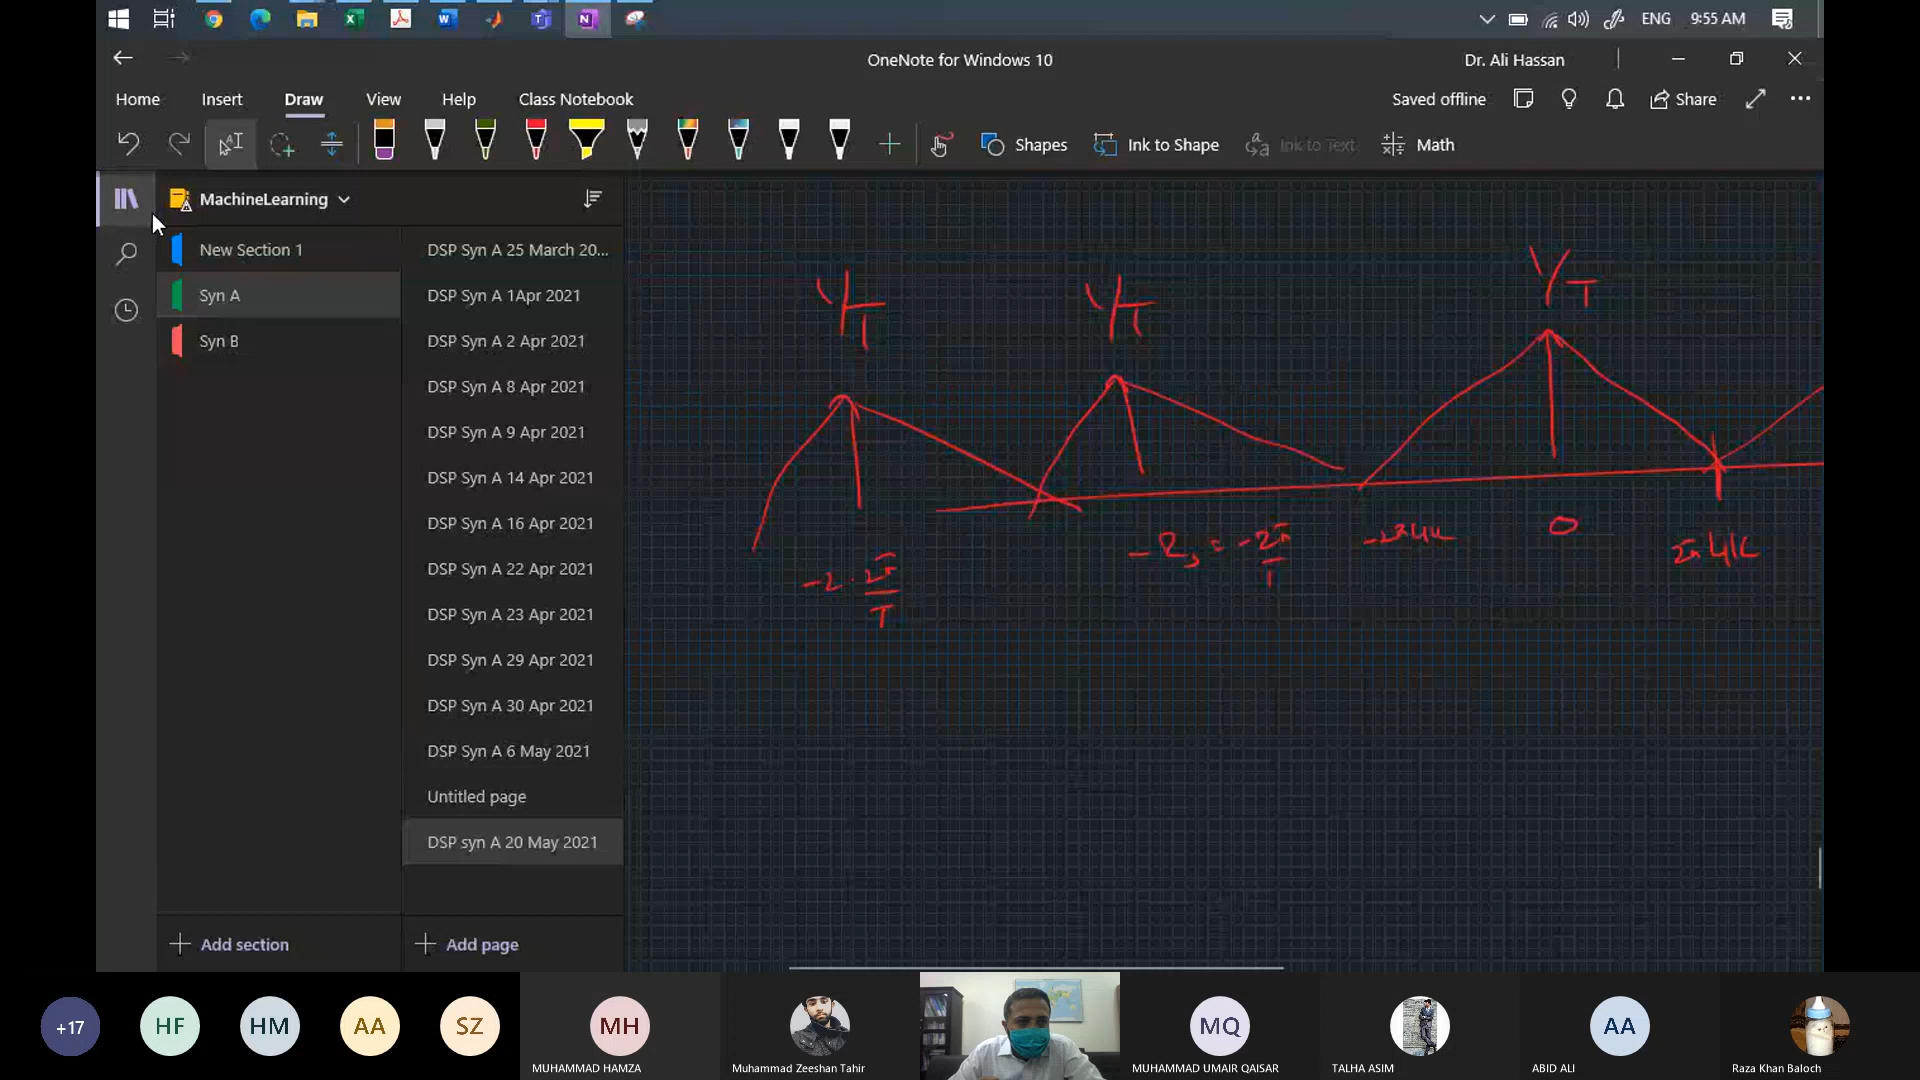 ENG 9:55 AM
OneNote for Windows 10
Dr. Ali Hassan
Home Insert Draw View Help Class Notebook
Saved offline Share
Shapes Ink to Shape Ink to Text Math
MachineLearning
New Section 1
Syn A
Syn B
DSP Syn A 25 March 20...
DSP Syn A 1Apr 2021
DSP Syn A 2 Apr 2021
DSP Syn A 8 Apr 2021
DSP Syn A 9 Apr 2021
DSP Syn A 14 Apr 2021
DSP Syn A 16 Apr 2021
DSP Syn A 22 Apr 2021
DSP Syn A 23 Apr 2021
DSP Syn A 29 Apr 2021
DSP Syn A 30 Apr 2021
DSP Syn A 6 May 2021
Untitled page
DSP syn A 20 May 2021
Add section
Add page
1/T 1/T 1/T
-2π4K 0 2π4K
-2 · 2π/T
+17 HF HM AA SZ MH MQ AA
MUHAMMAD HAMZA
Muhammad Zeeshan Tahir
MUHAMMAD UMAIR QAISAR
TALHA ASIM
ABID ALI
Raza Khan Baloch